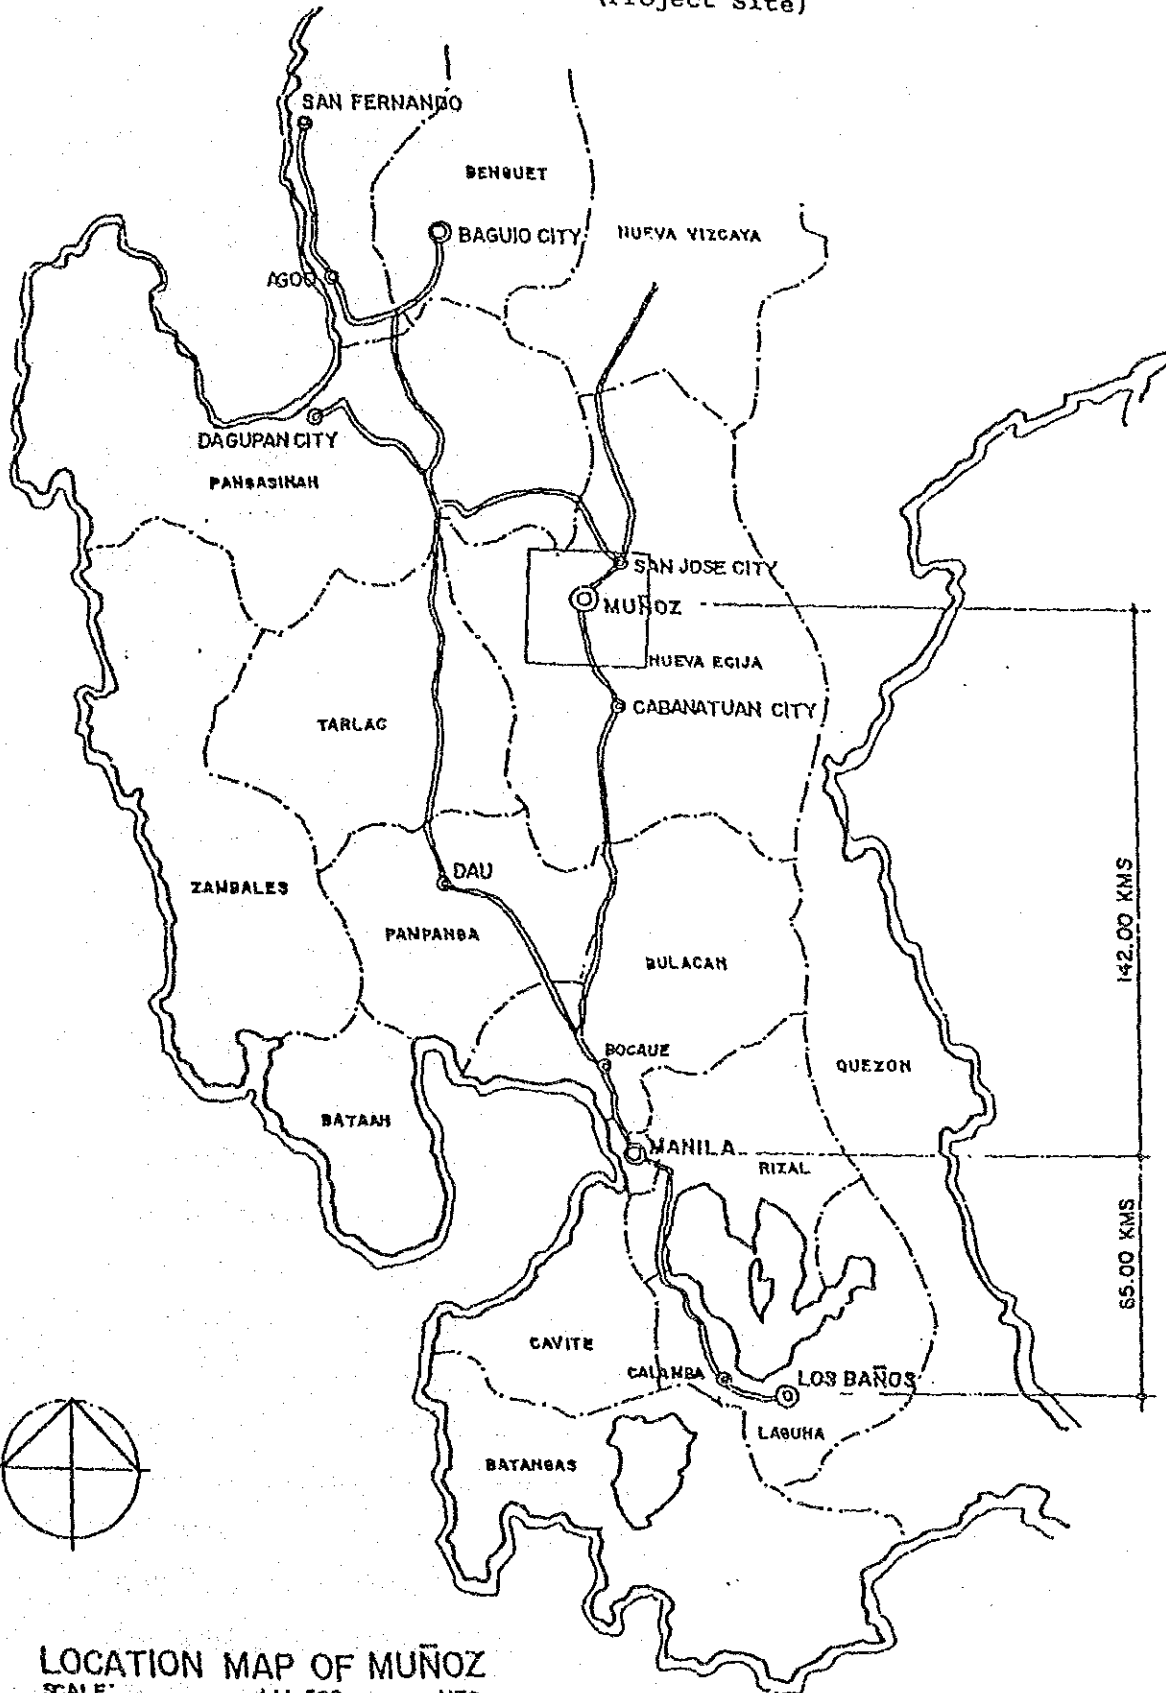 (Project Site)
SAN FERNANDO
BENGUET
BAGUIO CITY
NUEVA VIZCAYA
AGOO
DAGUPAN CITY
PANGASINAN
SAN JOSE CITY
MUÑOZ
NUEVA ECIJA
CABANATUAN CITY
TARLAC
DAU
ZAMBALES
PANPANGA
BULACAN
142.00 KMS
BOCAUE
QUEZON
BATAAN
MANILA
RIZAL
65.00 KMS
CAVITE
CALAMBA
LOS BAÑOS
LAGUNA
BATANGAS
LOCATION MAP OF MUÑOZ
SCALE: